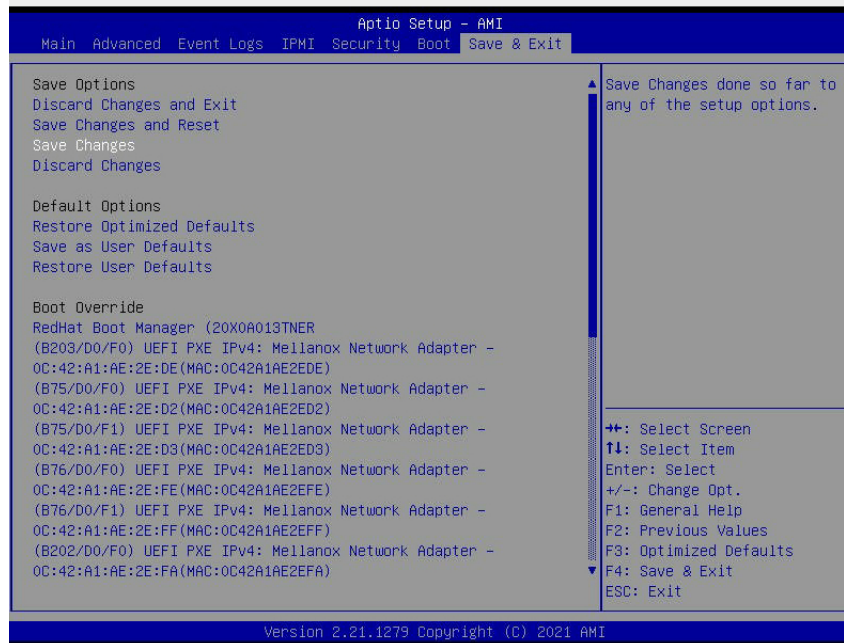 Aptio Setup – AMI
Main Advanced Event Logs IPMI Security Boot Save & Exit
Save Options
Discard Changes and Exit
Save Changes and Reset
Save Changes
Discard Changes
Default Options
Restore Optimized Defaults
Save as User Defaults
Restore User Defaults
Boot Override
RedHat Boot Manager (20X0A013TNER
(B203/D0/F0) UEFI PXE IPv4: Mellanox Network Adapter –
0C:42:A1:AE:2E:DE(MAC:0C42A1AE2EDE)
(B75/D0/F0) UEFI PXE IPv4: Mellanox Network Adapter –
0C:42:A1:AE:2E:D2(MAC:0C42A1AE2ED2)
(B75/D0/F1) UEFI PXE IPv4: Mellanox Network Adapter –
0C:42:A1:AE:2E:D3(MAC:0C42A1AE2ED3)
(B76/D0/F0) UEFI PXE IPv4: Mellanox Network Adapter –
0C:42:A1:AE:2E:FE(MAC:0C42A1AE2EFE)
(B76/D0/F1) UEFI PXE IPv4: Mellanox Network Adapter –
0C:42:A1:AE:2E:FF(MAC:0C42A1AE2EFF)
(B202/D0/F0) UEFI PXE IPv4: Mellanox Network Adapter –
0C:42:A1:AE:2E:FA(MAC:0C42A1AE2EFA)
Save Changes done so far to
any of the setup options.
→←: Select Screen
↑↓: Select Item
Enter: Select
+/-: Change Opt.
F1: General Help
F2: Previous Values
F3: Optimized Defaults
F4: Save & Exit
ESC: Exit
Version 2.21.1279 Copyright (C) 2021 AMI